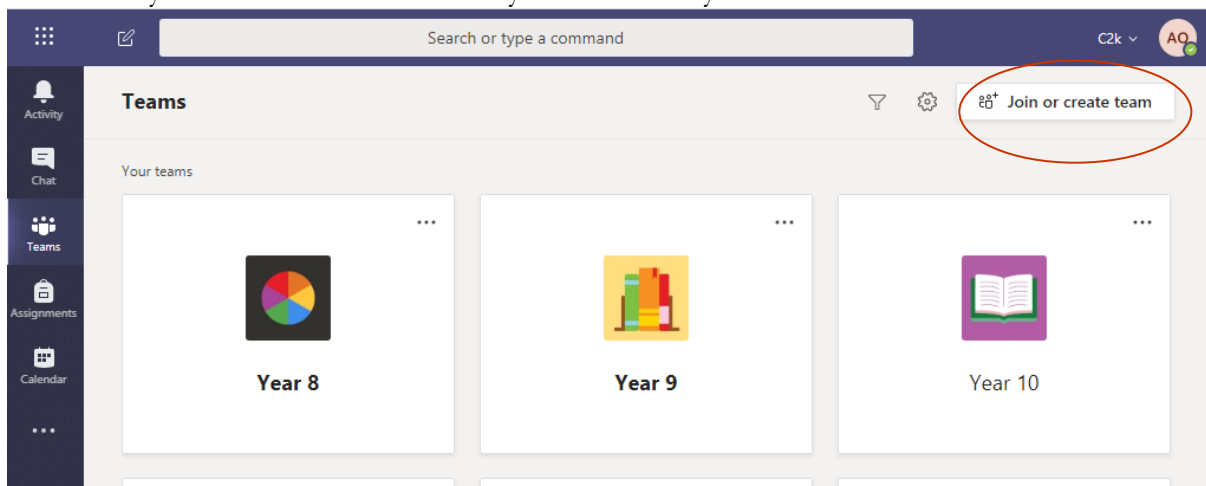 Search or type a command
C2k
AQ
Activity
Teams
Join or create team
Chat
Your teams
Teams
Assignments
Calendar
Year 8
Year 9
Year 10